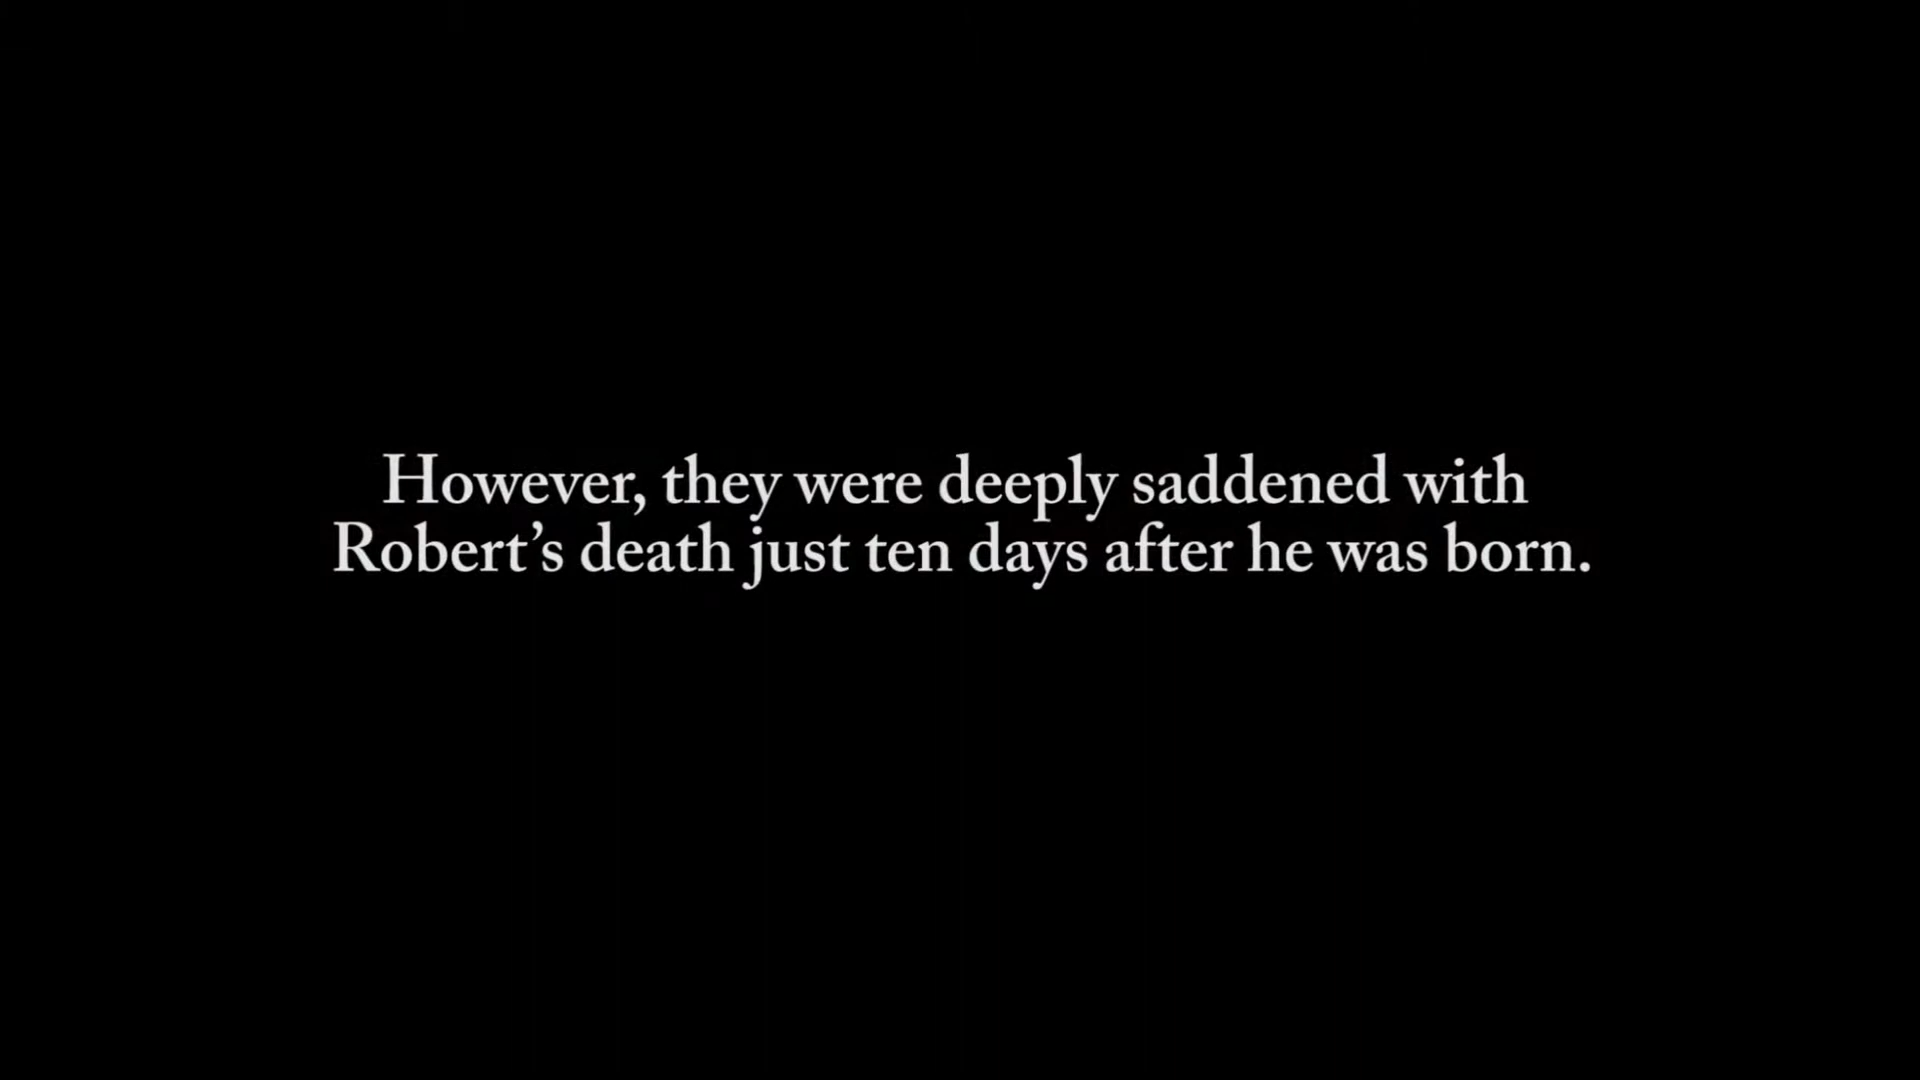 However, they were deeply saddened with
Robert’s death just ten days after he was born.